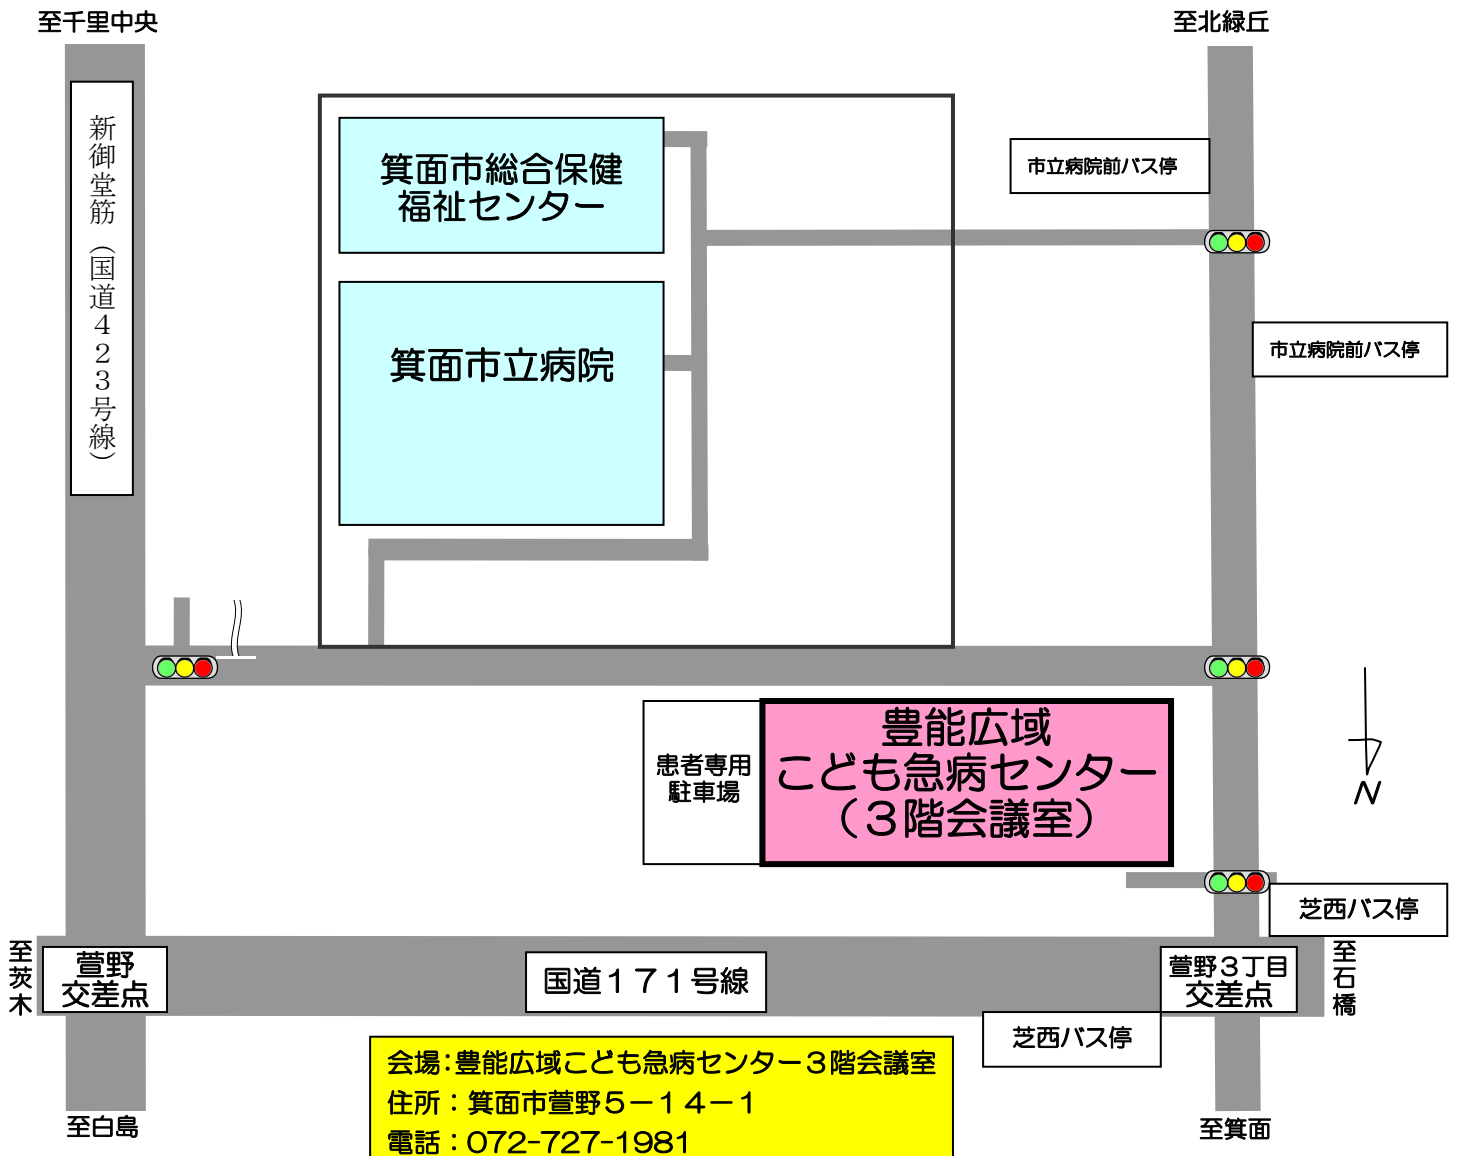 至千里中央
至北緑丘
新御堂筋（国道４２３号線）
箕面市総合保健
福祉センター
市立病院前バス停
箕面市立病院
市立病院前バス停
豊能広域
こども急病センター
（３階会議室）
患者専用
駐車場
N
芝西バス停
至茨木
萱野
交差点
国道１７１号線
萱野３丁目
交差点
至石橋
芝西バス停
会場：豊能広域こども急病センター３階会議室
住所：箕面市萱野５－１４－１
電話：072-727-1981
至白島
至箕面